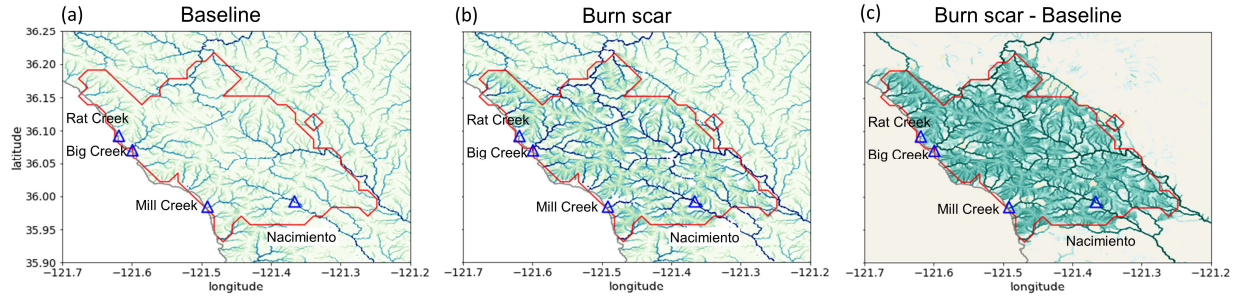 (a) Baseline
(b) Burn scar
(c) Burn scar - Baseline
36.25
36.20
36.15
36.10
36.05
36.00
35.95
35.90
latitude
Rat Creek
Big Creek
Mill Creek
Nacimiento
−121.7 −121.6 −121.5 −121.4 −121.3 −121.2
longitude
Rat Creek
Big Creek
Mill Creek
Nacimiento
−121.7 −121.6 −121.5 −121.4 −121.3 −121.2
longitude
Rat Creek
Big Creek
Mill Creek
Nacimiento
−121.7 −121.6 −121.5 −121.4 −121.3 −121.2
longitude